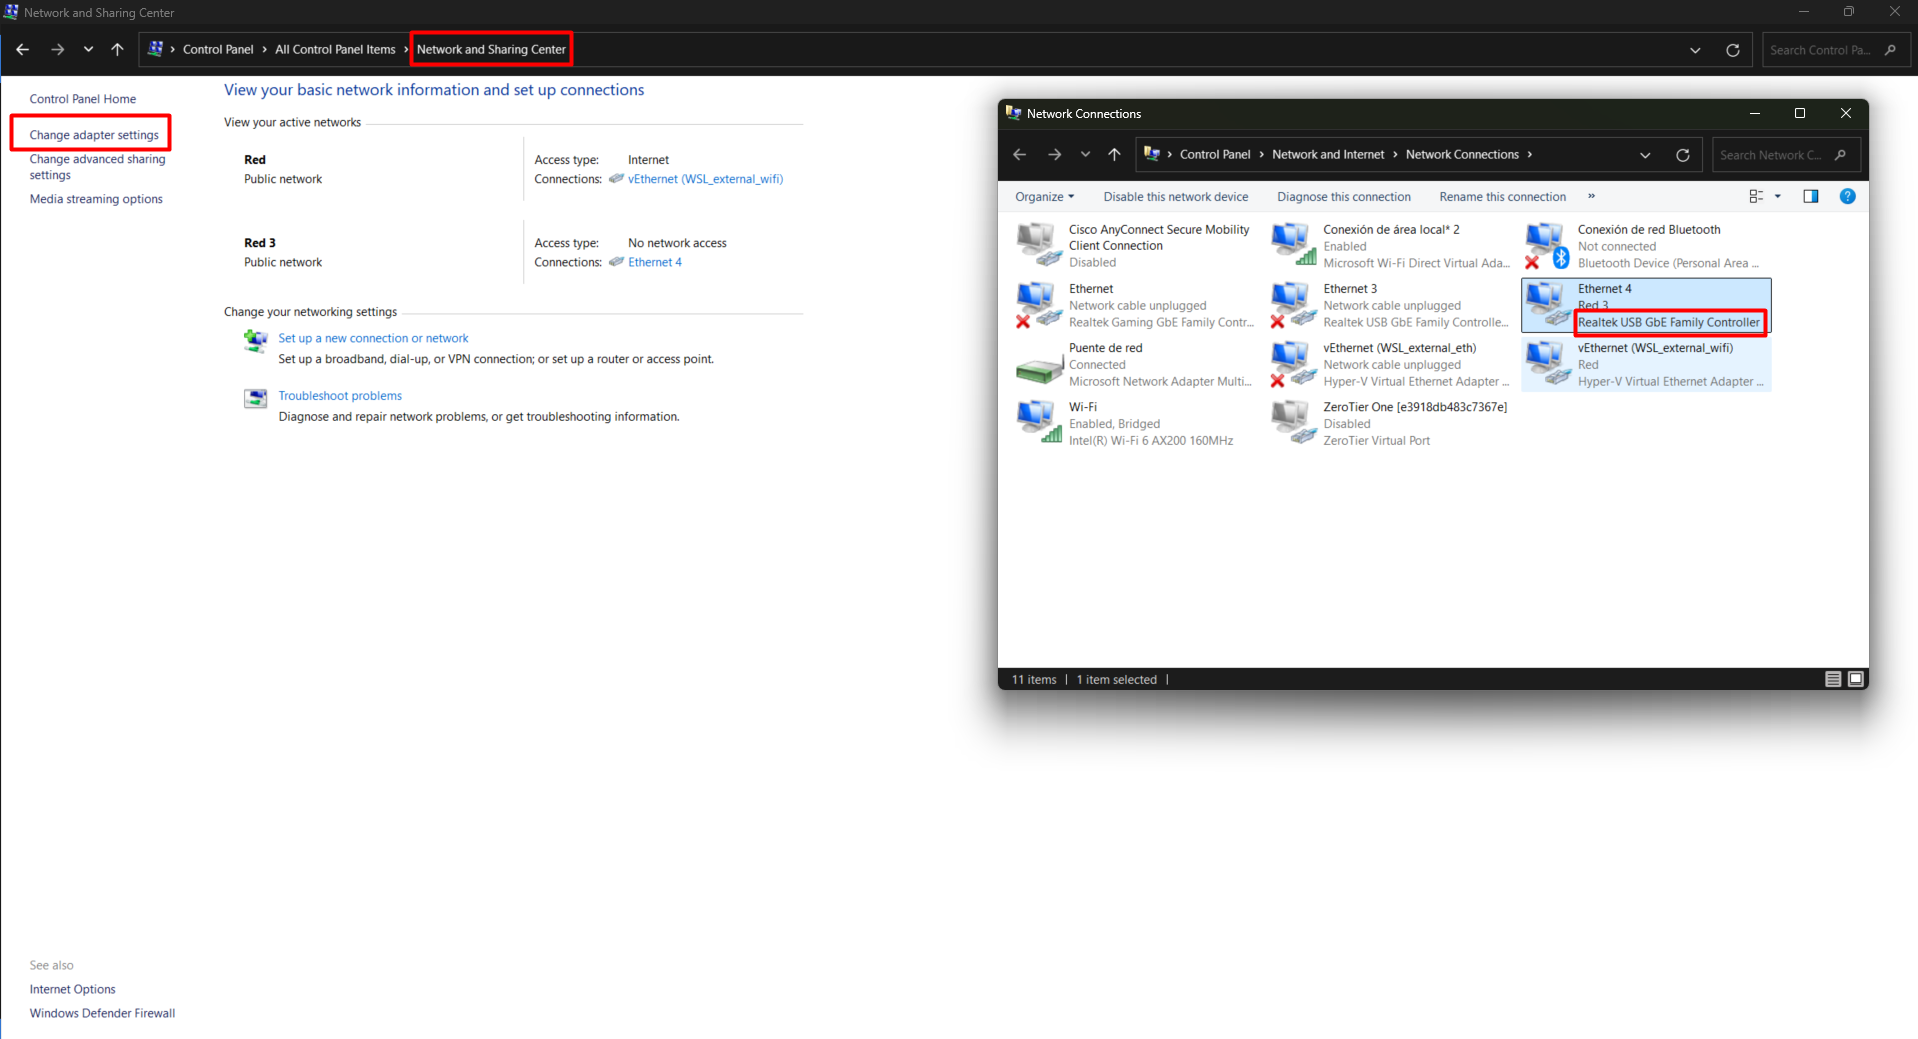 Network and Sharing Center
Control Panel
All Control Panel Items
Network and Sharing Center
Search Control Pa...
Control Panel Home
Change adapter settings
Change advanced sharing
settings
Media streaming options
View your basic network information and set up connections
View your active networks
Red
Public network
Access type: Internet
Connections: vEthernet (WSL_external_wifi)
Red 3
Public network
Access type: No network access
Connections: Ethernet 4
Change your networking settings
Set up a new connection or network
Set up a broadband, dial-up, or VPN connection; or set up a router or access point.
Troubleshoot problems
Diagnose and repair network problems, or get troubleshooting information.
See also
Internet Options
Windows Defender Firewall
Network Connections
Control Panel
Network and Internet
Network Connections
Search Network C...
Organize
Disable this network device
Diagnose this connection
Rename this connection
»
Cisco AnyConnect Secure Mobility
Client Connection
Disabled
Conexión de área local* 2
Enabled
Microsoft Wi-Fi Direct Virtual Ada...
Conexión de red Bluetooth
Not connected
Bluetooth Device (Personal Area ...
Ethernet
Network cable unplugged
Realtek Gaming GbE Family Contr...
Ethernet 3
Network cable unplugged
Realtek USB GbE Family Controlle...
Ethernet 4
Red 3
Realtek USB GbE Family Controller
Puente de red
Connected
Microsoft Network Adapter Multi...
vEthernet (WSL_external_eth)
Network cable unplugged
Hyper-V Virtual Ethernet Adapter ...
vEthernet (WSL_external_wifi)
Red
Hyper-V Virtual Ethernet Adapter ...
Wi-Fi
Enabled, Bridged
Intel(R) Wi-Fi 6 AX200 160MHz
ZeroTier One [e3918db483c7367e]
Disabled
ZeroTier Virtual Port
11 items
1 item selected